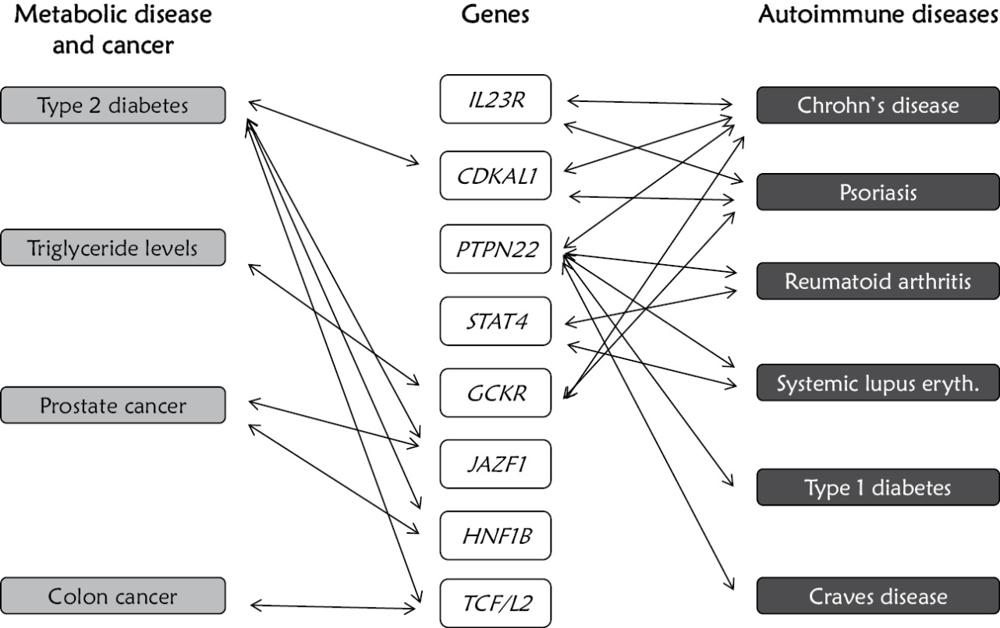 Metabolic disease
and cancer
Genes
Autoimmune diseases
Type 2 diabetes
Triglyceride levels
Prostate cancer
Colon cancer
IL23R
CDKAL1
PTPN22
STAT4
GCKR
JAZF1
HNF1B
TCF/L2
Chrohn's disease
Psoriasis
Reumatoid arthritis
Systemic lupus eryth.
Type 1 diabetes
Craves disease